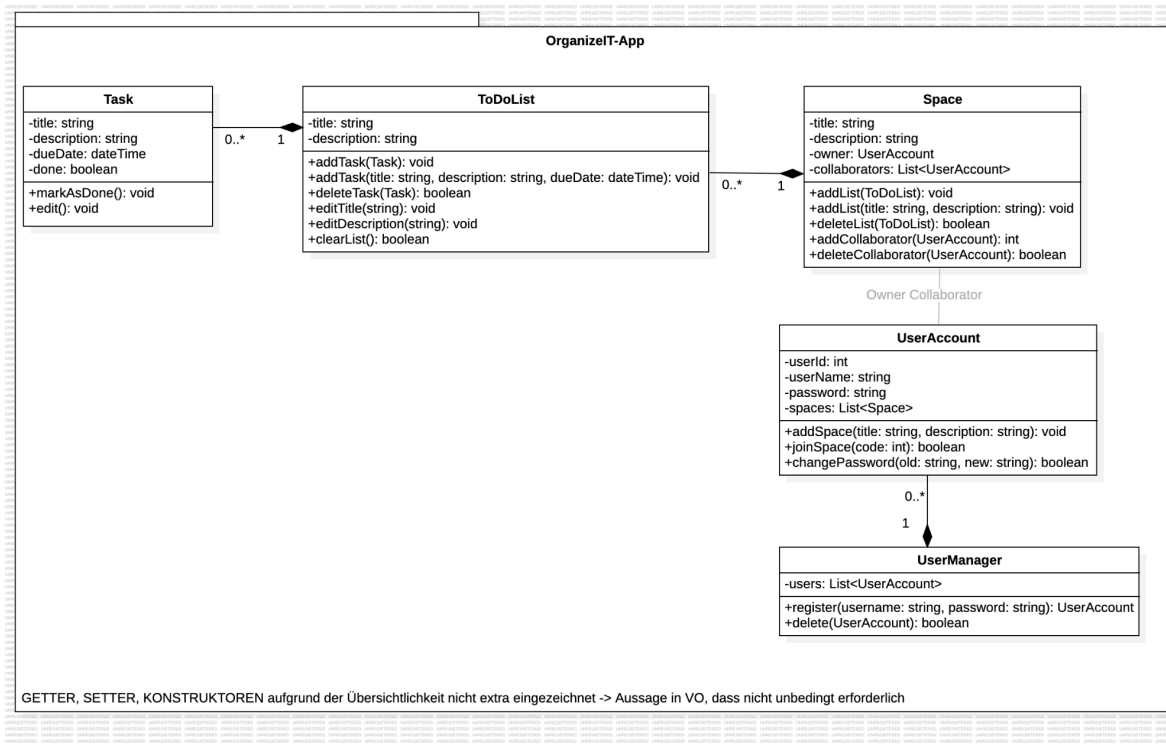 OrganizeIT-App
Task
-title: string
-description: string
-dueDate: dateTime
-done: boolean
+markAsDone(): void
+edit(): void
0..*
1
ToDoList
-title: string
-description: string
+addTask(Task): void
+addTask(title: string, description: string, dueDate: dateTime): void
+deleteTask(Task): boolean
+editTitle(string): void
+editDescription(string): void
+clearList(): boolean
0..*
1
Space
-title: string
-description: string
-owner: UserAccount
-collaborators: List<UserAccount>
+addList(ToDoList): void
+addList(title: string, description: string): void
+deleteList(ToDoList): boolean
+addCollaborator(UserAccount): int
+deleteCollaborator(UserAccount): boolean
Owner Collaborator
UserAccount
-userId: int
-userName: string
-password: string
-spaces: List<Space>
+addSpace(title: string, description: string): void
+joinSpace(code: int): boolean
+changePassword(old: string, new: string): boolean
0..*
1
UserManager
-users: List<UserAccount>
+register(username: string, password: string): UserAccount
+delete(UserAccount): boolean
GETTER, SETTER, KONSTRUKTOREN aufgrund der Übersichtlichkeit nicht extra eingezeichnet -> Aussage in VO, dass nicht unbedingt erforderlich